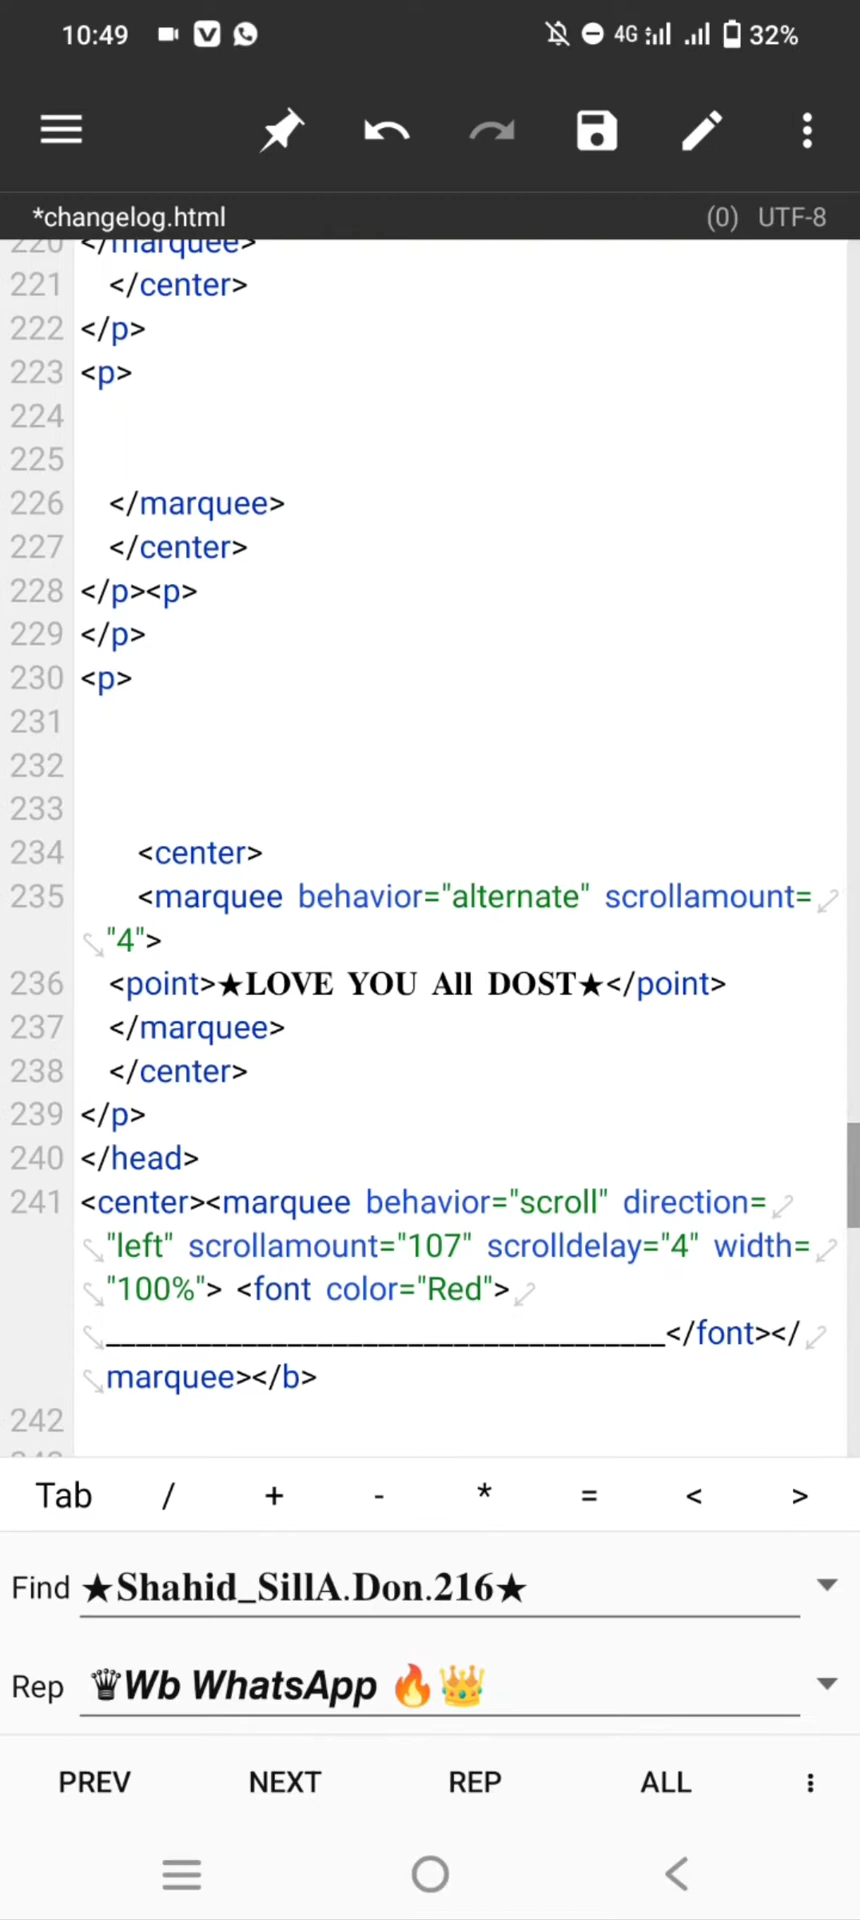 10:49 4G 32%
*changelog.html (0) UTF-8
220 </marquee>
221 </center>
222 </p>
223 <p>
224
225
226 </marquee>
227 </center>
228 </p><p>
229 </p>
230 <p>
231
232
233
234 <center>
235 <marquee behavior="alternate" scrollamount=
"4">
236 <point>★LOVE YOU All DOST★</point>
237 </marquee>
238 </center>
239 </p>
240 </head>
241 <center><marquee behavior="scroll" direction=
"left" scrollamount="107" scrolldelay="4" width=
"100%"> <font color="Red">
__________________________________</font></
marquee></b>
242
Tab / + - * = < >
Find ★Shahid_SillA.Don.216★
Rep ♛Wb WhatsApp 🔥👑
PREV NEXT REP ALL